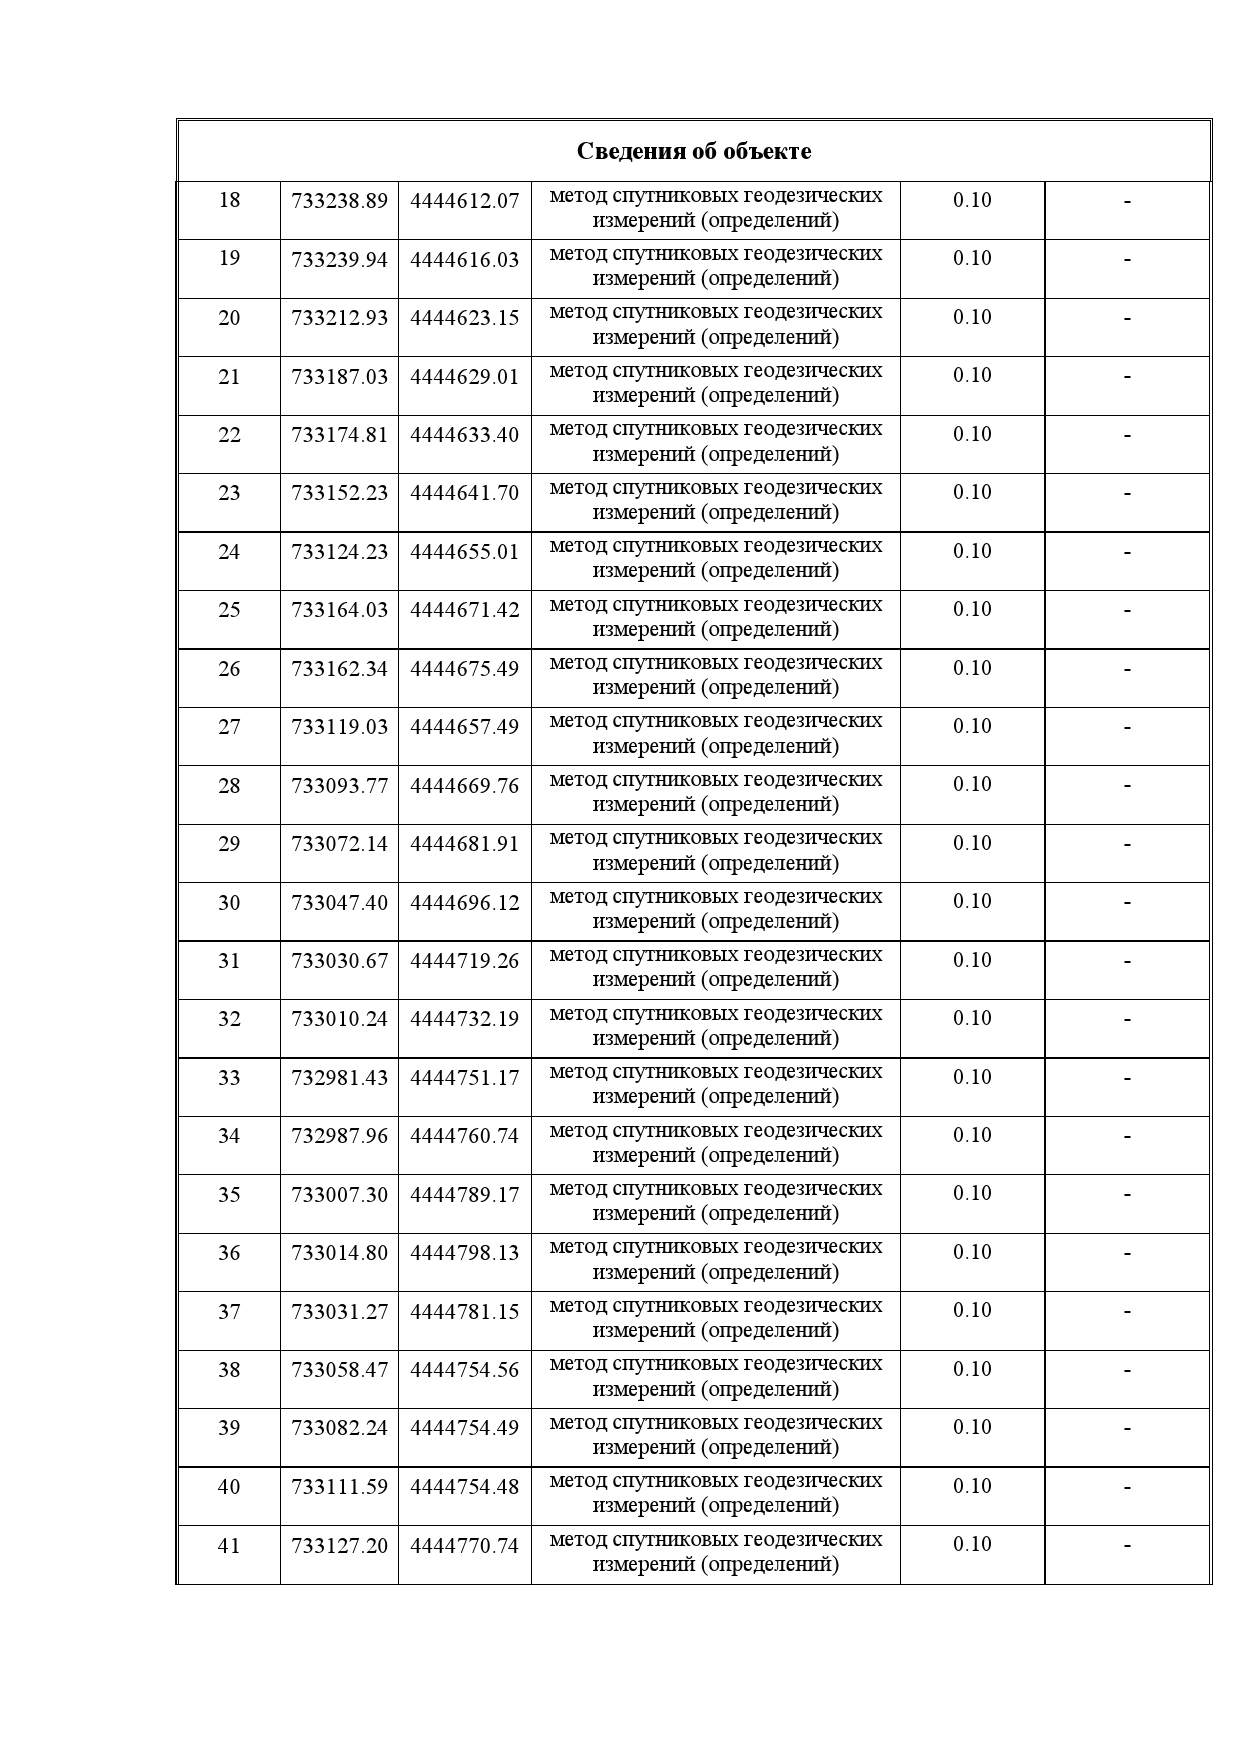 Сведения об объекте
18 733238.89 4444612.07 метод спутниковых геодезических 0.10 -
измерений (определений)
19 733239.94 4444616.03 метод спутниковых геодезических 0.10 -
измерений (определений)
20 733212.93 4444623.15 метод спутниковых геодезических 0.10 -
измерений (определений)
21 733187.03 4444629.01 метод спутниковых геодезических 0.10 -
измерений (определений)
22 733174.81 4444633.40 метод спутниковых геодезических 0.10 -
измерений (определений)
23 733152.23 4444641.70 метод спутниковых геодезических 0.10 -
измерений (определений)
24 733124.23 4444655.01 метод спутниковых геодезических 0.10 -
измерений (определений)
25 733164.03 4444671.42 метод спутниковых геодезических 0.10 -
измерений (определений)
26 733162.34 4444675.49 метод спутниковых геодезических 0.10 -
измерений (определений)
27 733119.03 4444657.49 метод спутниковых геодезических 0.10 -
измерений (определений)
28 733093.77 4444669.76 метод спутниковых геодезических 0.10 -
измерений (определений)
29 733072.14 4444681.91 метод спутниковых геодезических 0.10 -
измерений (определений)
30 733047.40 4444696.12 метод спутниковых геодезических 0.10 -
измерений (определений)
31 733030.67 4444719.26 метод спутниковых геодезических 0.10 -
измерений (определений)
32 733010.24 4444732.19 метод спутниковых геодезических 0.10 -
измерений (определений)
33 732981.43 4444751.17 метод спутниковых геодезических 0.10 -
измерений (определений)
34 732987.96 4444760.74 метод спутниковых геодезических 0.10 -
измерений (определений)
35 733007.30 4444789.17 метод спутниковых геодезических 0.10 -
измерений (определений)
36 733014.80 4444798.13 метод спутниковых геодезических 0.10 -
измерений (определений)
37 733031.27 4444781.15 метод спутниковых геодезических 0.10 -
измерений (определений)
38 733058.47 4444754.56 метод спутниковых геодезических 0.10 -
измерений (определений)
39 733082.24 4444754.49 метод спутниковых геодезических 0.10 -
измерений (определений)
40 733111.59 4444754.48 метод спутниковых геодезических 0.10 -
измерений (определений)
41 733127.20 4444770.74 метод спутниковых геодезических 0.10 -
измерений (определений)